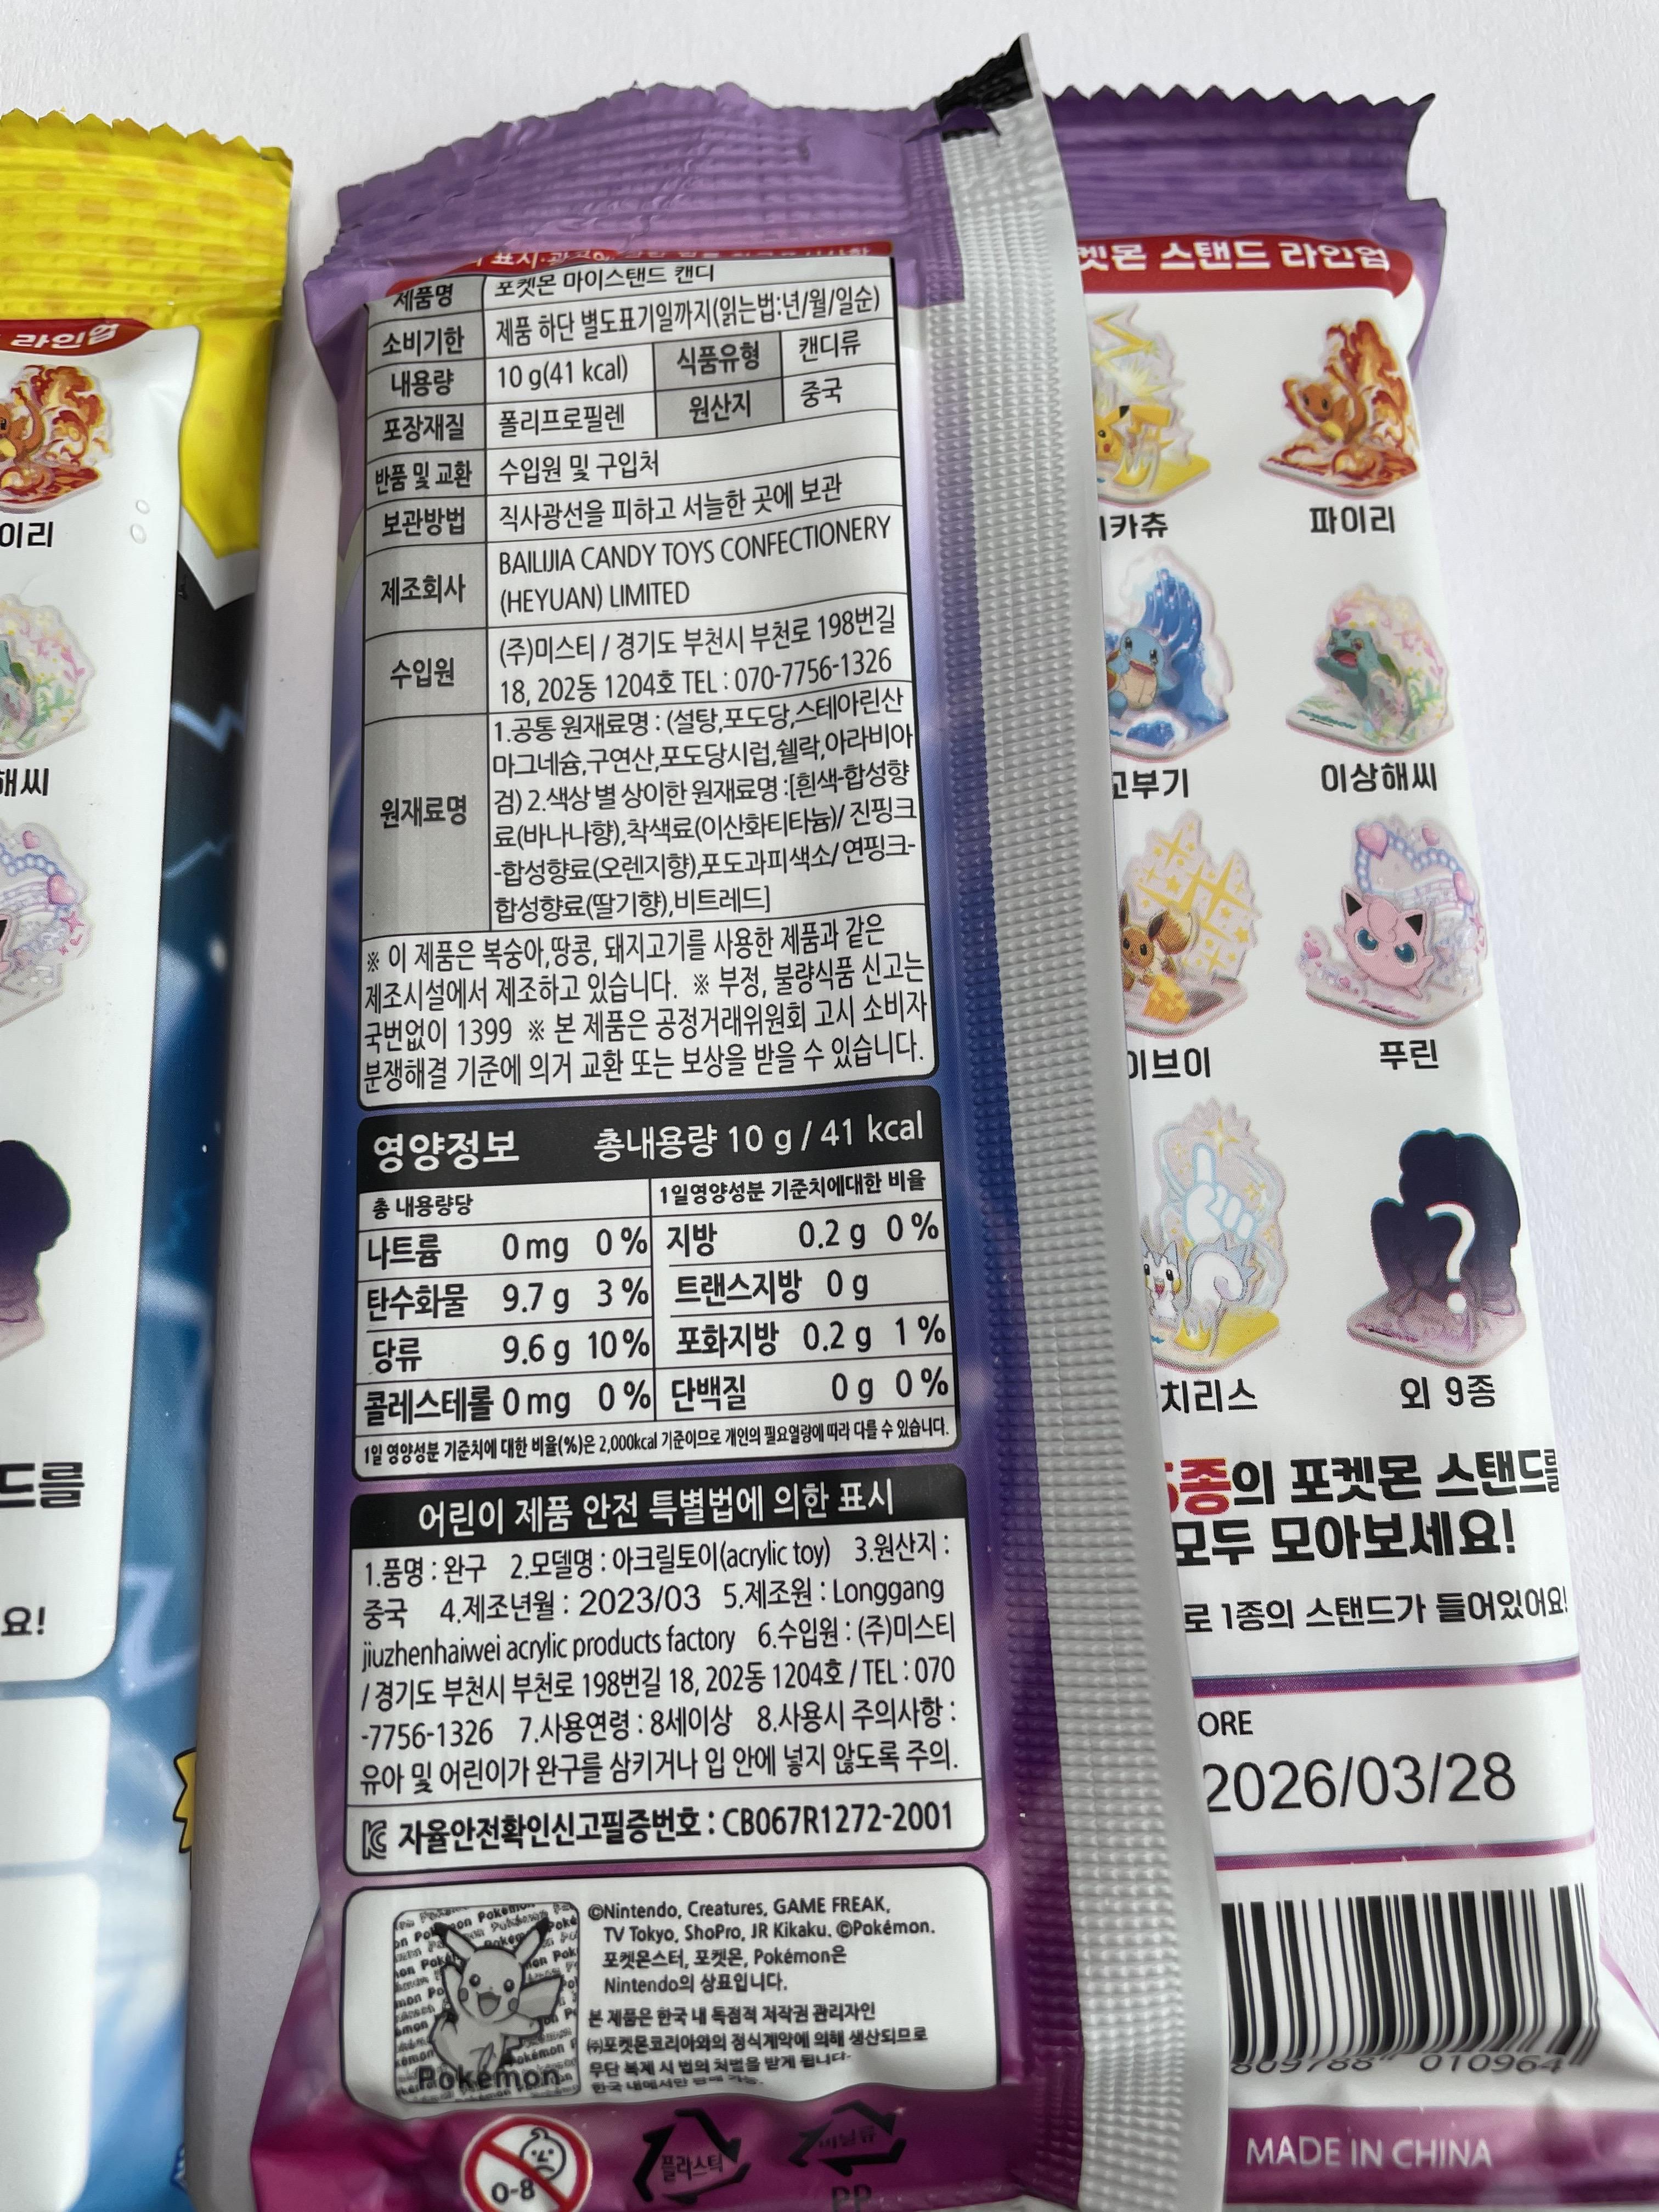 라인업
이리
해씨
드를
요!
표시·광고
제품명 포켓몬 마이스탠드 캔디
소비기한 제품 하단 별도표기일까지(읽는법:년/월/일순)
내용량 10 g(41 kcal) 식품유형 캔디류
포장재질 폴리프로필렌 원산지 중국
반품 및 교환 수입원 및 구입처
보관방법 직사광선을 피하고 서늘한 곳에 보관
제조회사 BAILIJIA CANDY TOYS CONFECTIONERY
(HEYUAN) LIMITED
수입원 (주)미스티 / 경기도 부천시 부천로 198번길
18, 202동 1204호 TEL : 070-7756-1326
원재료명 1.공통 원재료명 : (설탕,포도당,스테아린산
마그네슘,구연산,포도당시럽,쉘락,아라비아
검) 2.색상 별 상이한 원재료명 :[흰색-합성향
료(바나나향),착색료(이산화티타늄)/ 진핑크
-합성향료(오렌지향),포도과피색소/ 연핑크-
합성향료(딸기향),비트레드]
※ 이 제품은 복숭아,땅콩, 돼지고기를 사용한 제품과 같은
제조시설에서 제조하고 있습니다. ※ 부정, 불량식품 신고는
국번없이 1399 ※ 본 제품은 공정거래위원회 고시 소비자
분쟁해결 기준에 의거 교환 또는 보상을 받을 수 있습니다.
영양정보 총내용량 10 g / 41 kcal
총 내용량당 1일영양성분 기준치에대한 비율
나트륨 0 mg 0 % 지방 0.2 g 0 %
탄수화물 9.7 g 3 % 트랜스지방 0 g
당류 9.6 g 10 % 포화지방 0.2 g 1 %
콜레스테롤 0 mg 0 % 단백질 0 g 0 %
1일 영양성분 기준치에 대한 비율(%)은 2,000kcal 기준이므로 개인의 필요열량에 따라 다를 수 있습니다.
어린이 제품 안전 특별법에 의한 표시
1.품명 : 완구 2.모델명 : 아크릴토이(acrylic toy) 3.원산지 :
중국 4.제조년월 : 2023/03 5.제조원 : Longgang
jiuzhenhaiwei acrylic products factory 6.수입원 : (주)미스티
/ 경기도 부천시 부천로 198번길 18, 202동 1204호 / TEL : 070
-7756-1326 7.사용연령 : 8세이상 8.사용시 주의사항 :
유아 및 어린이가 완구를 삼키거나 입 안에 넣지 않도록 주의.
자율안전확인신고필증번호 : CB067R1272-2001
Pokémon
©Nintendo, Creatures, GAME FREAK,
TV Tokyo, ShoPro, JR Kikaku. ©Pokémon.
포켓몬스터, 포켓몬, Pokémon은
Nintendo의 상표입니다.
본 제품은 한국 내 독점적 저작권 관리자인
㈜포켓몬코리아와의 정식계약에 의해 생산되므로
무단 복제 시 법의 처벌을 받게 됩니다.
0-8
플라스틱
비닐류
PP
켓몬 스탠드 라인업
카츄
파이리
고부기
이상해씨
이브이
푸린
치리스
외 9종
?
5종의 포켓몬 스탠드를
모두 모아보세요!
로 1종의 스탠드가 들어있어요!
ORE
2026/03/28
809788 010964
MADE IN CHINA